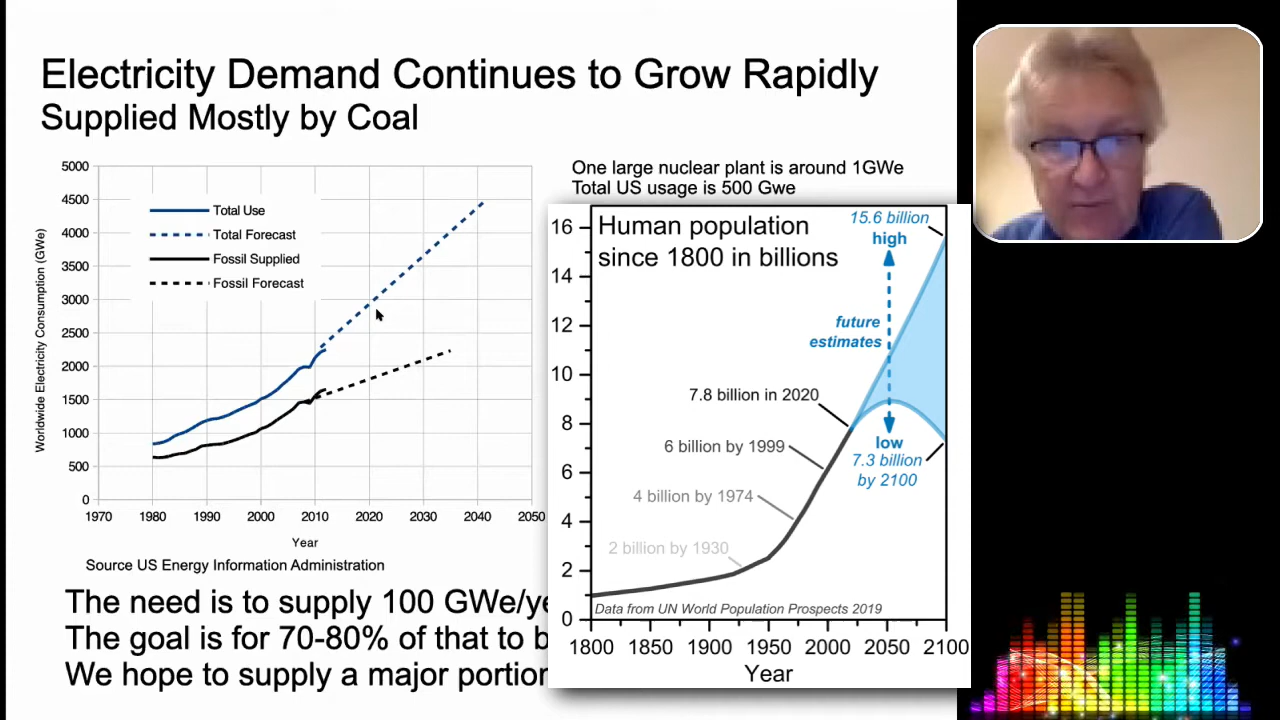 Electricity Demand Continues to Grow Rapidly
Supplied Mostly by Coal
5000
4500
4000
3500
3000
2500
2000
1500
1000
500
0
Worldwide Electricity Consumption (GWe)
Total Use
Total Forecast
Fossil Supplied
Fossil Forecast
1970 1980 1990 2000 2010 2020 2030 2040 2050
Year
Source US Energy Information Administration
One large nuclear plant is around 1GWe
Total US usage is 500 Gwe
Human population
since 1800 in billions
16
14
12
10
8
6
4
2
0
15.6 billion
high
future
estimates
7.8 billion in 2020
6 billion by 1999
4 billion by 1974
2 billion by 1930
low
7.3 billion
by 2100
Data from UN World Population Prospects 2019
1800 1850 1900 1950 2000 2050 2100
Year
The need is to supply 100 GWe/ye
The goal is for 70-80% of that to b
We hope to supply a major portion